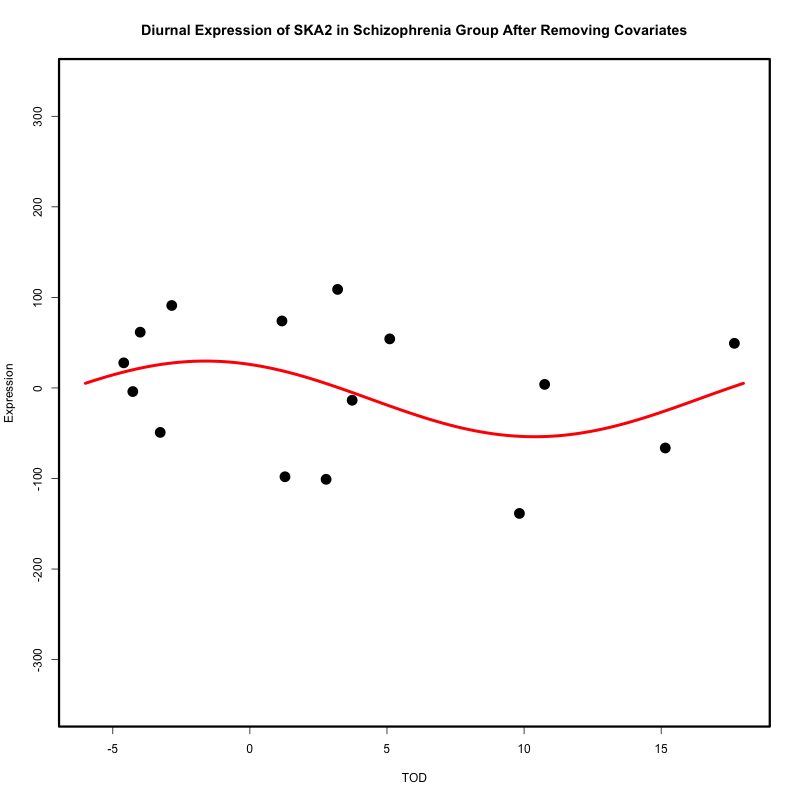 Diurnal Expression of SKA2 in Schizophrenia Group After Removing Covariates
300
200
100
0
-100
-200
-300
Expression
-5 0 5 10 15
TOD